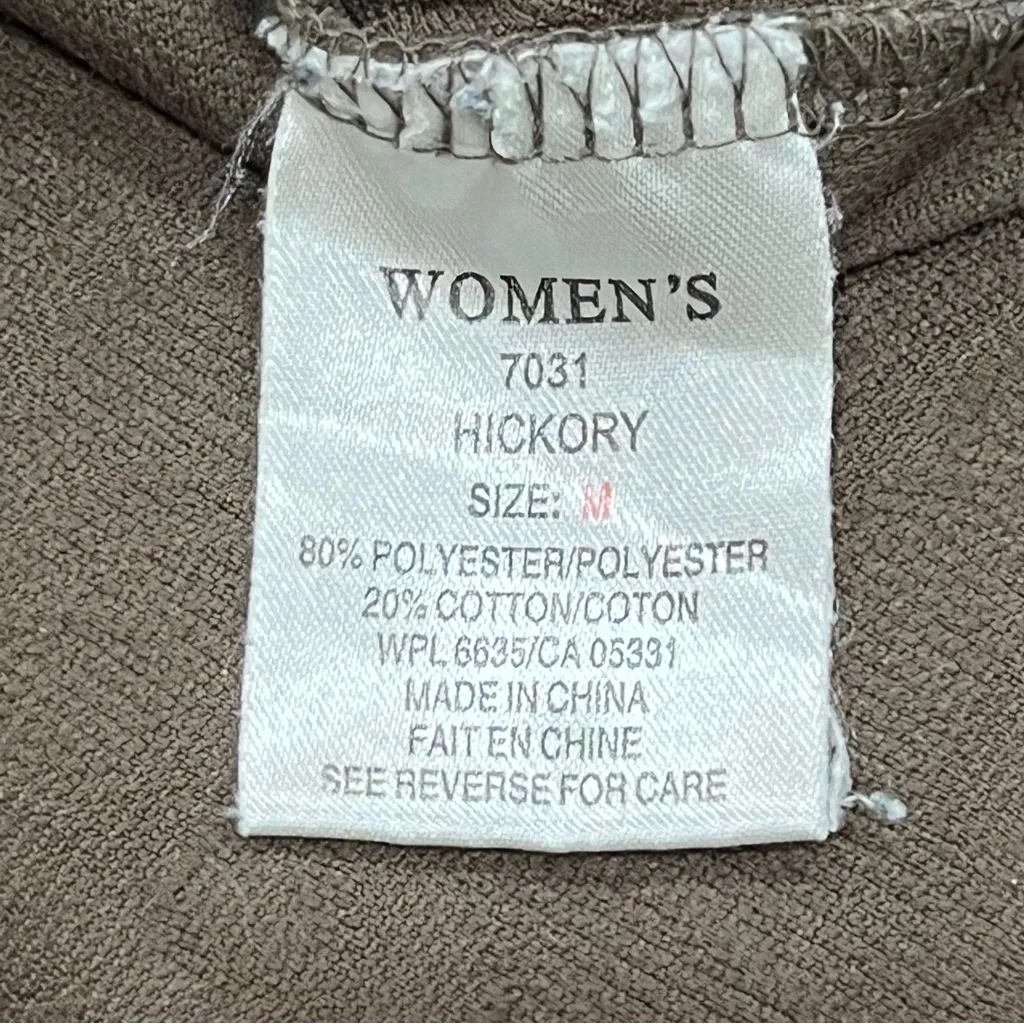 WOMEN'S
7031
HICKORY
SIZE: M
80% POLYESTER/POLYESTER
20% COTTON/COTON
WPL 6635/CA 05331
MADE IN CHINA
FAIT EN CHINE
SEE REVERSE FOR CARE